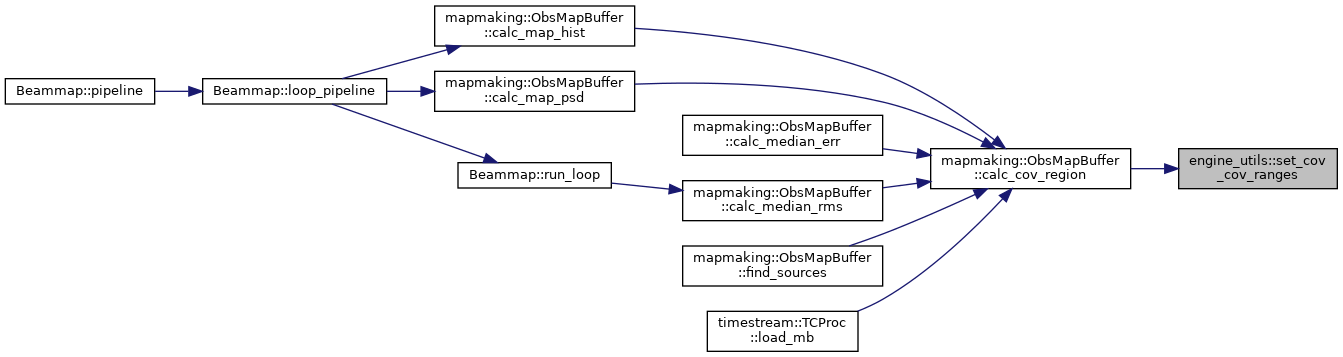 mapmaking::ObsMapBuffer
::calc_map_hist
Beammap::pipeline
Beammap::loop_pipeline
mapmaking::ObsMapBuffer
::calc_map_psd
mapmaking::ObsMapBuffer
::calc_median_err
Beammap::run_loop
mapmaking::ObsMapBuffer
::calc_median_rms
mapmaking::ObsMapBuffer
::calc_cov_region
engine_utils::set_cov
_cov_ranges
mapmaking::ObsMapBuffer
::find_sources
timestream::TCProc
::load_mb